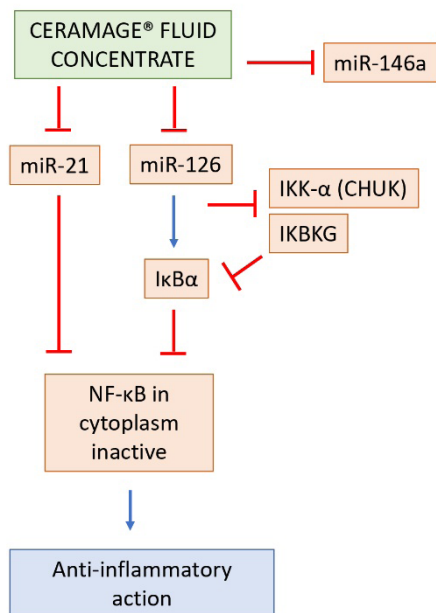 CERAMAGE® FLUID
CONCENTRATE
miR-146a
miR-21
miR-126
IKK-α (CHUK)
IKBKG
IκBα
NF-κB in
cytoplasm
inactive
Anti-inflammatory
action